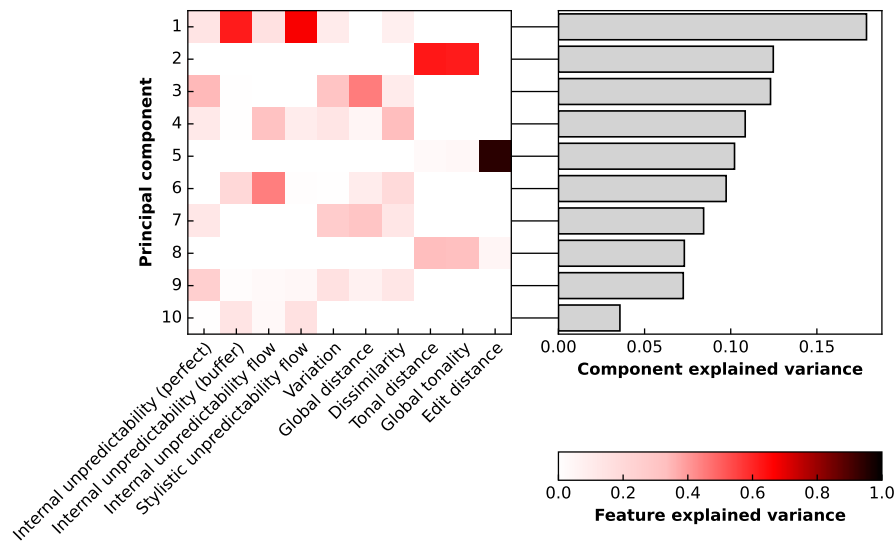 Principal component
1
2
3
4
5
6
7
8
9
10
Internal unpredictability (perfect)
Internal unpredictability (buffer)
Internal unpredictability flow
Stylistic unpredictability flow
Variation
Global distance
Dissimilarity
Tonal distance
Global tonality
Edit distance
0.00 0.05 0.10 0.15
Component explained variance
0.0 0.2 0.4 0.6 0.8 1.0
Feature explained variance